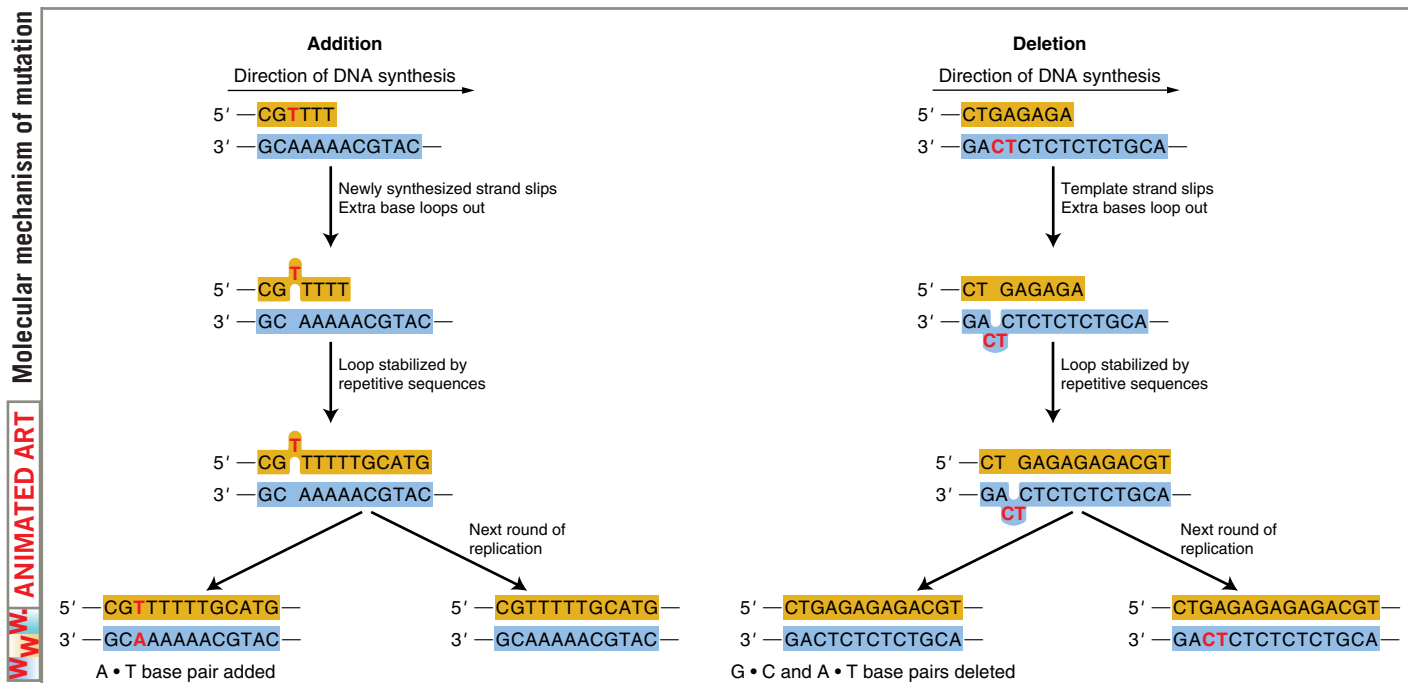 Molecular mechanism of mutation
WWW. ANIMATED ART
Addition
Direction of DNA synthesis
5′ — CGTTTT
3′ — GCAAAAACGTAC —
Newly synthesized strand slips
Extra base loops out
T
5′ — CG TTTT
3′ — GC AAAAACGTAC —
Loop stabilized by
repetitive sequences
T
5′ — CG TTTTTGCATG
3′ — GC AAAAACGTAC —
Next round of
replication
5′ — CGTTTTTTGCATG —
3′ — GCAAAAAACGTAC —
A • T base pair added
5′ — CGTTTTTGCATG —
3′ — GCAAAAACGTAC —
Deletion
Direction of DNA synthesis
5′ — CTGAGAGA
3′ — GACTCTCTCTCTGCA —
Template strand slips
Extra bases loop out
5′ — CT GAGAGA
3′ — GA CTCTCTCTGCA —
CT
Loop stabilized by
repetitive sequences
5′ — CT GAGAGAGACGT
3′ — GA CTCTCTCTGCA —
CT
Next round of
replication
5′ — CTGAGAGAGACGT —
3′ — GACTCTCTCTGCA —
G • C and A • T base pairs deleted
5′ — CTGAGAGAGAGACGT —
3′ — GACTCTCTCTCTGCA —